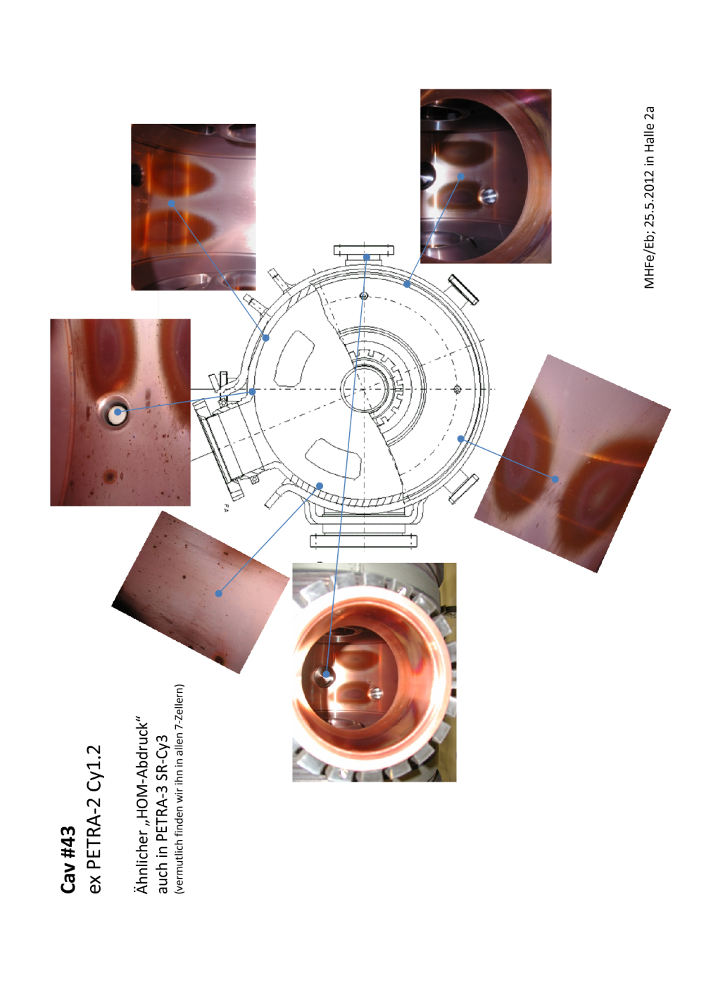 Cav #43
ex PETRA-2 Cy1.2
Ähnlicher „HOM-Abdruck“
auch in PETRA-3 SR-Cy3
(vermutlich finden wir ihn in allen 7-Zellern)
F.A
MHFe/Eb; 25.5.2012 in Halle 2a